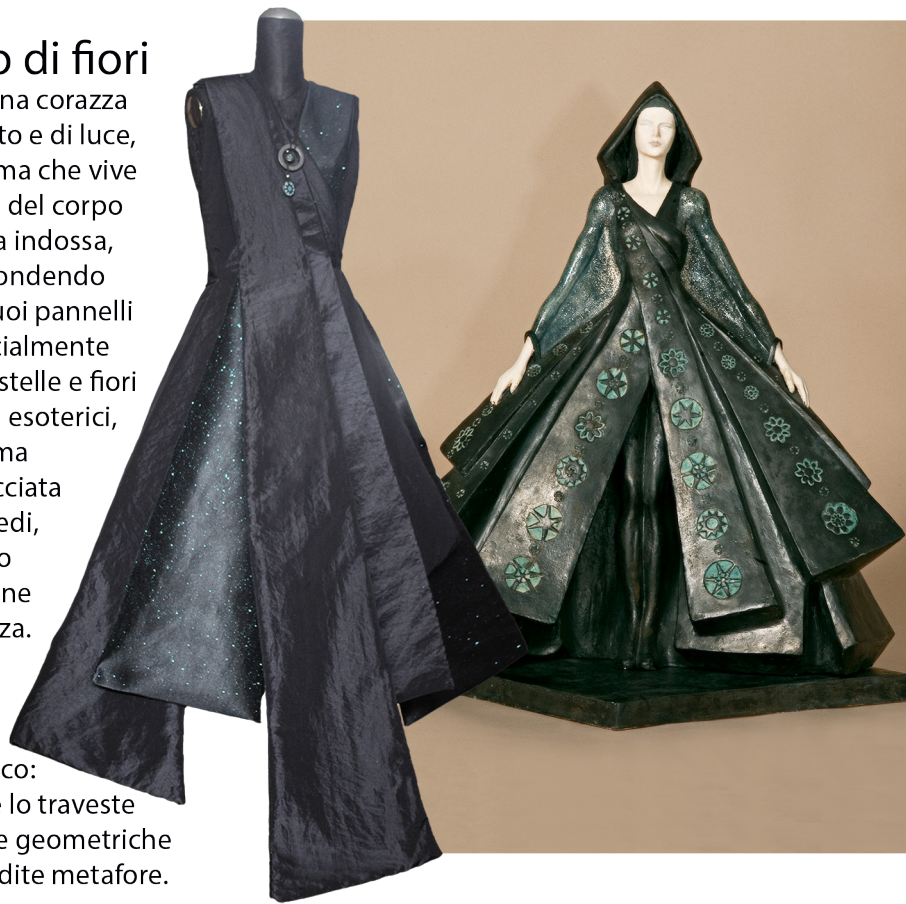 o di fiori
na corazza
to e di luce,
ma che vive
del corpo
a indossa,
ondendo
uoi pannelli
ialmente
stelle e fiori
esoterici,
ma
cciata
edi,
o
ne
za.
co:
e lo traveste
e geometriche
dite metafore.